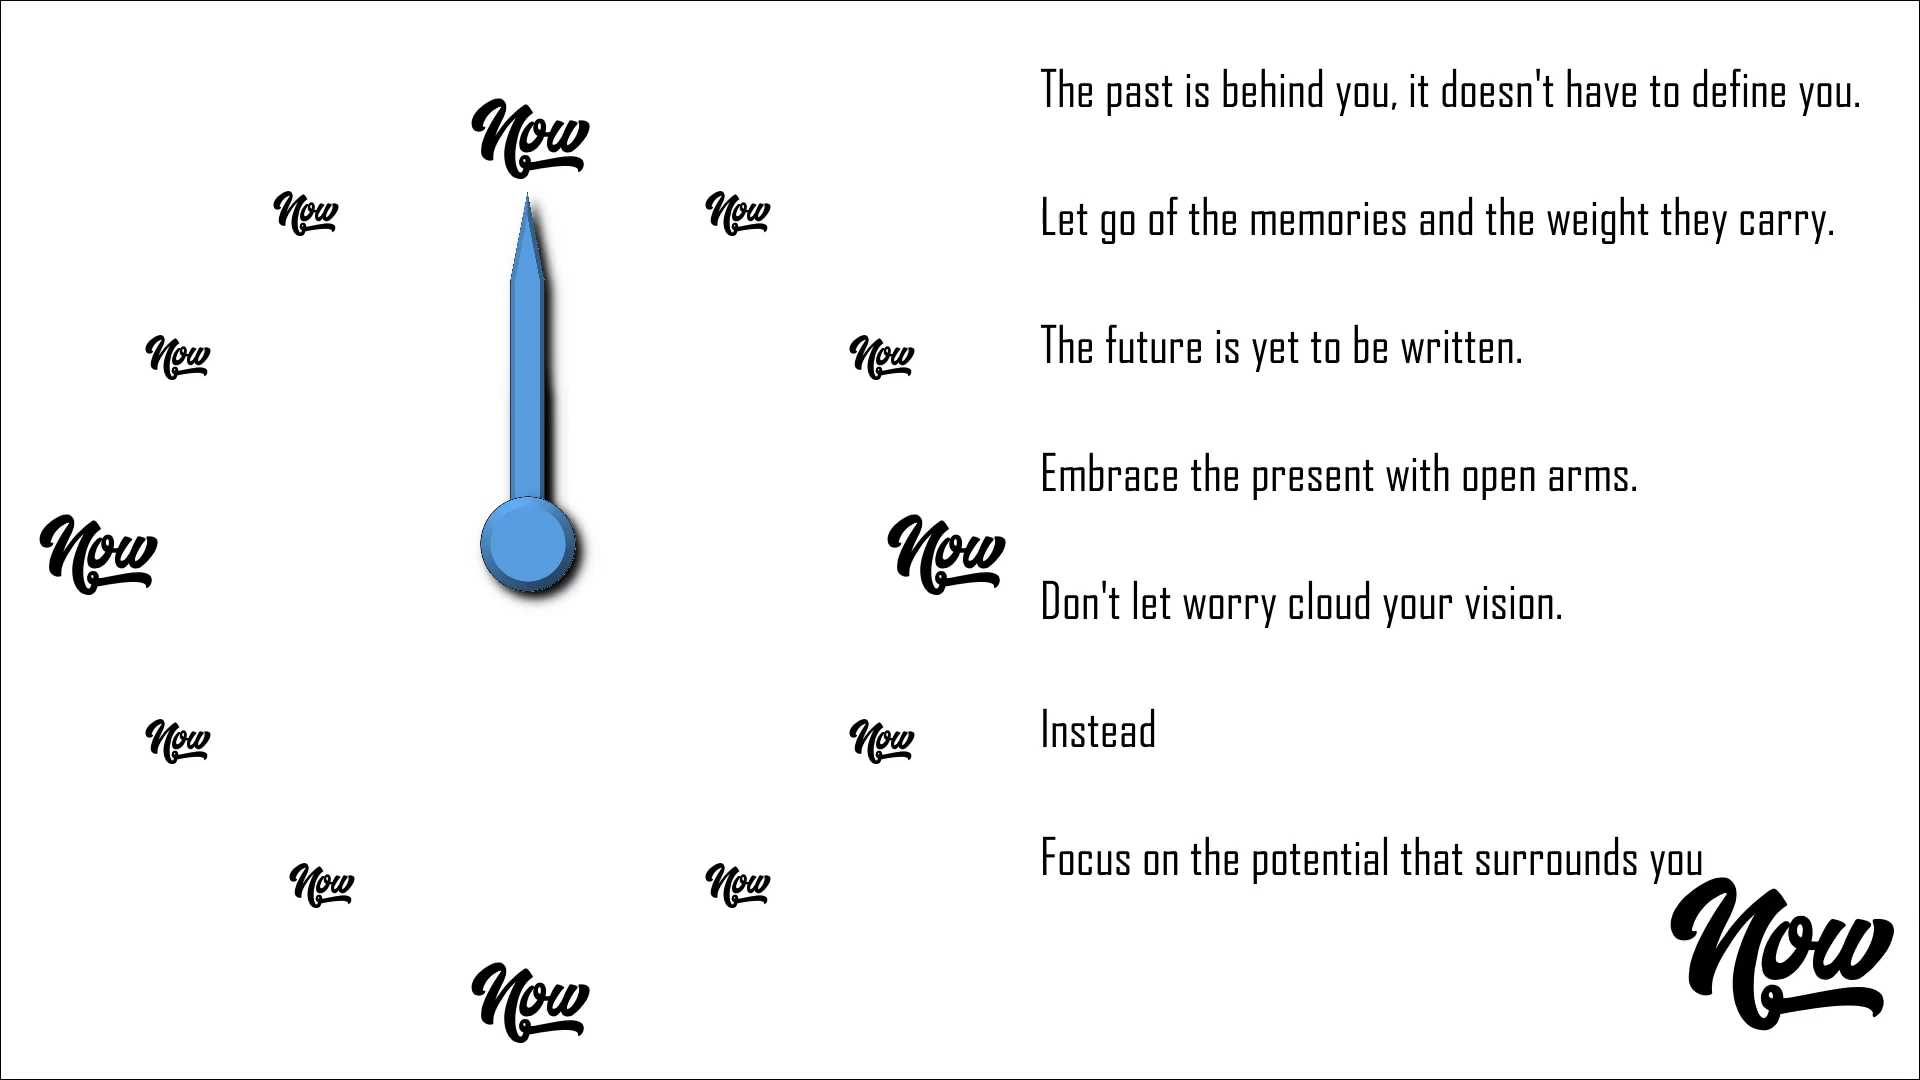 Now
Now
Now
Now
Now
Now
Now
Now
Now
Now
Now
Now
The past is behind you, it doesn't have to define you.
Let go of the memories and the weight they carry.
The future is yet to be written.
Embrace the present with open arms.
Don't let worry cloud your vision.
Instead
Focus on the potential that surrounds you
Now